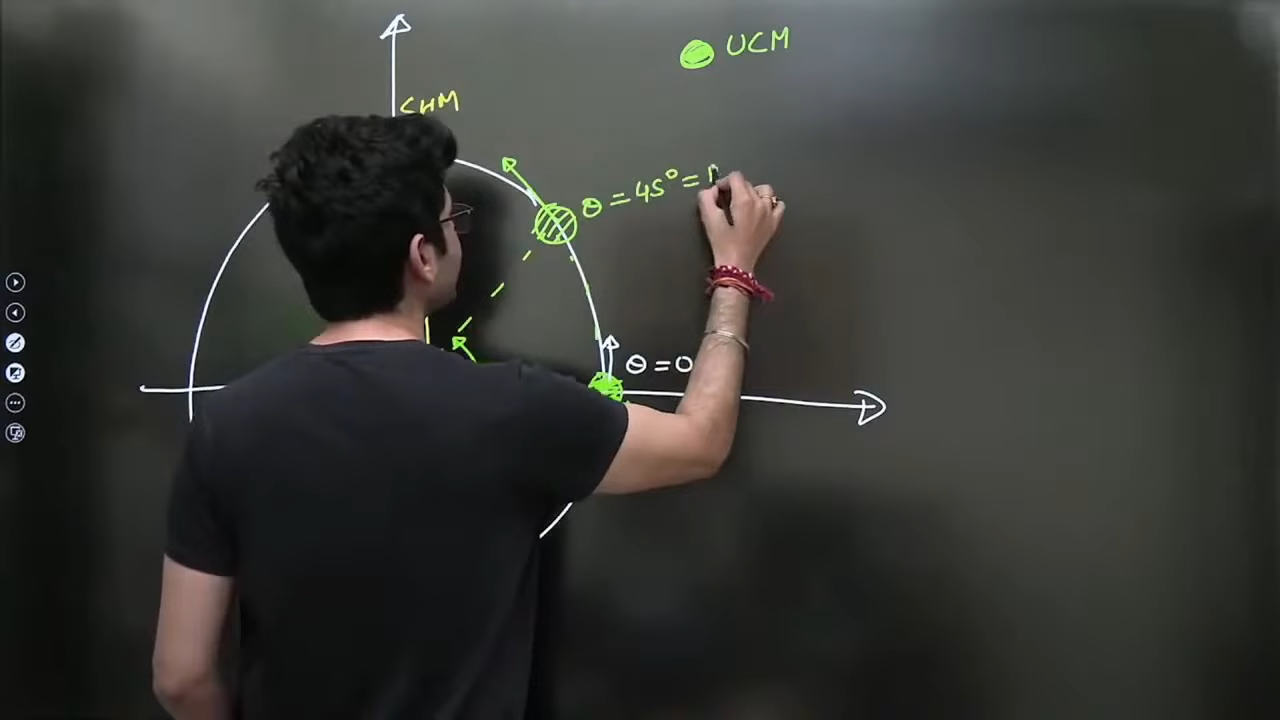 UCM
SHM
θ = 45° =
θ = 0